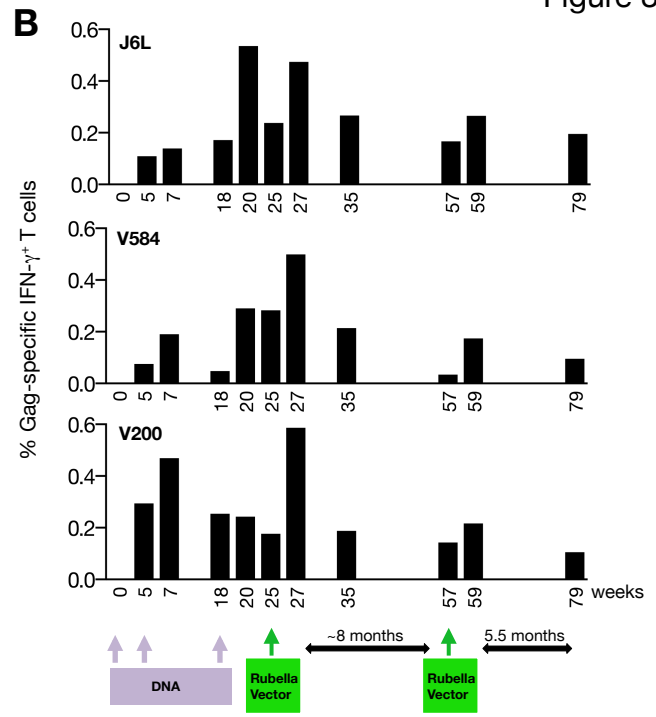 Figure 6
B
J6L
0.6
0.4
0.2
0.0
0 5 7 18 20 25 27 35 57 59 79
% Gag-specific IFN-γ+ T cells
V584
0.6
0.4
0.2
0.0
0 5 7 18 20 25 27 35 57 59 79
V200
0.6
0.4
0.2
0.0
0 5 7 18 20 25 27 35 57 59 79 weeks
~8 months 5.5 months
DNA
Rubella
Vector
Rubella
Vector